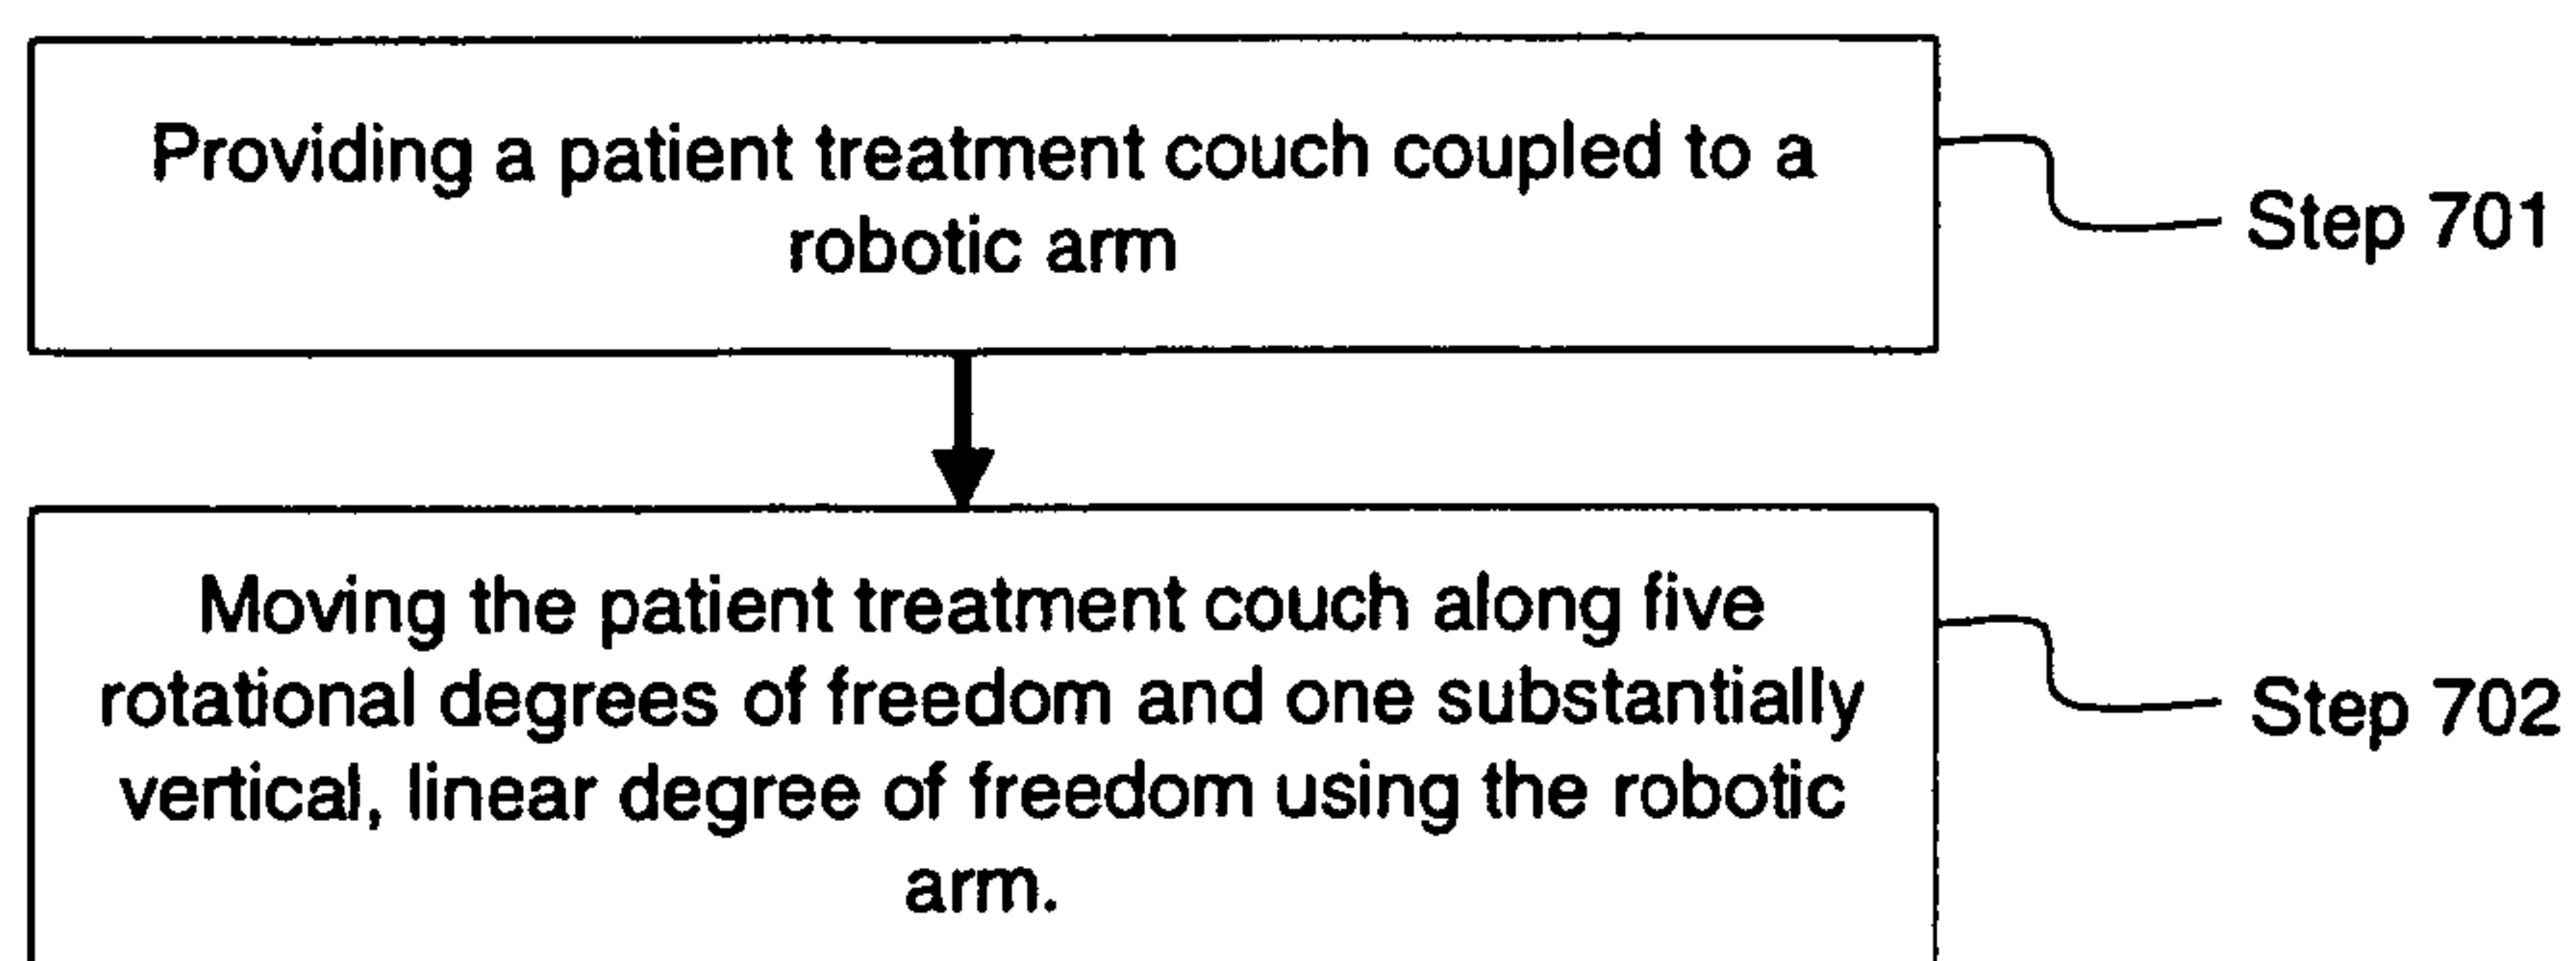 Providing a patient treatment couch coupled to a
robotic arm
Step 701
Moving the patient treatment couch along five
rotational degrees of freedom and one substantially
vertical, linear degree of freedom using the robotic
arm.
Step 702